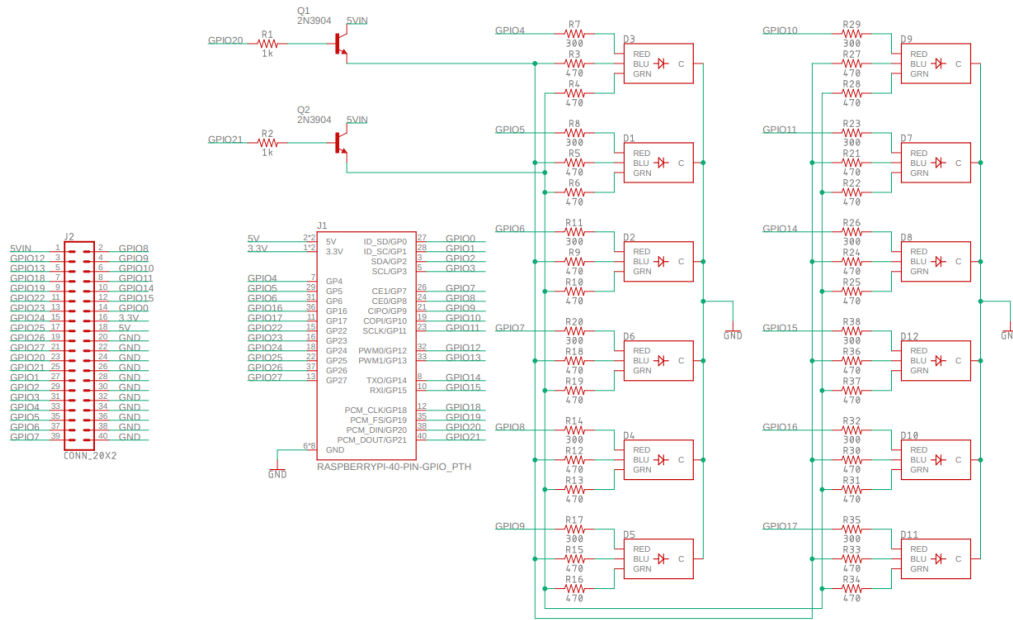 Q1
2N3904
5VIN
GPIO20
R1
1k
Q2
2N3904
5VIN
GPIO21
R2
1k
J2
5VIN 1 2 GPIO8
GPIO12 3 4 GPIO9
GPIO13 5 6 GPIO10
GPIO18 7 8 GPIO11
GPIO19 9 10 GPIO14
GPIO22 11 12 GPIO15
GPIO23 13 14 GPIO0
GPIO24 15 16 3.3V
GPIO25 17 18 5V
GPIO26 19 20 GND
GPIO27 21 22 GND
GPIO20 23 24 GND
GPIO21 25 26 GND
GPIO1 27 28 GND
GPIO2 29 30 GND
GPIO3 31 32 GND
GPIO4 33 34 GND
GPIO5 35 36 GND
GPIO6 37 38 GND
GPIO7 39 40 GND
CONN_20X2
J1
5V 2*2 5V ID_SD/GP0 27 GPIO0
3.3V 1*2 3.3V ID_SC/GP1 28 GPIO1
SDA/GP2 3 GPIO2
SCL/GP3 5 GPIO3
GPIO4 7 GP4
GPIO5 29 GP5 CE1/GP7 26 GPIO7
GPIO6 31 GP6 CE0/GP8 24 GPIO8
GPIO16 36 GP16 CIPO/GP9 21 GPIO9
GPIO17 11 GP17 COPI/GP10 19 GPIO10
GPIO22 15 GP22 SCLK/GP11 23 GPIO11
GPIO23 16 GP23
GPIO24 18 GP24 PWM0/GP12 32 GPIO12
GPIO25 22 GP25 PWM1/GP13 33 GPIO13
GPIO26 37 GP26
GPIO27 13 GP27 TXO/GP14 8 GPIO14
RXI/GP15 10 GPIO15
PCM_CLK/GP18 12 GPIO18
PCM_FS/GP19 35 GPIO19
PCM_DIN/GP20 38 GPIO20
PCM_DOUT/GP21 40 GPIO21
6*8 GND
GND
RASPBERRYPI-40-PIN-GPIO_PTH
GPIO4
R7
300
R3
470
R4
470
D3
RED
BLU C
GRN
GPIO5
R8
300
R5
470
R6
470
D1
RED
BLU C
GRN
GPIO6
R11
300
R9
470
R10
470
D2
RED
BLU C
GRN
GND
GPIO7
R20
300
R18
470
R19
470
D6
RED
BLU C
GRN
GPIO8
R14
300
R12
470
R13
470
D4
RED
BLU C
GRN
GPIO9
R17
300
R15
470
R16
470
D5
RED
BLU C
GRN
GPIO10
R29
300
R27
470
R28
470
D9
RED
BLU C
GRN
GPIO11
R23
300
R21
470
R22
470
D7
RED
BLU C
GRN
GPIO14
R26
300
R24
470
R25
470
D8
RED
BLU C
GRN
GN
GPIO15
R38
300
R36
470
R37
470
D12
RED
BLU C
GRN
GPIO16
R32
300
R30
470
R31
470
D10
RED
BLU C
GRN
GPIO17
R35
300
R33
470
R34
470
D11
RED
BLU C
GRN